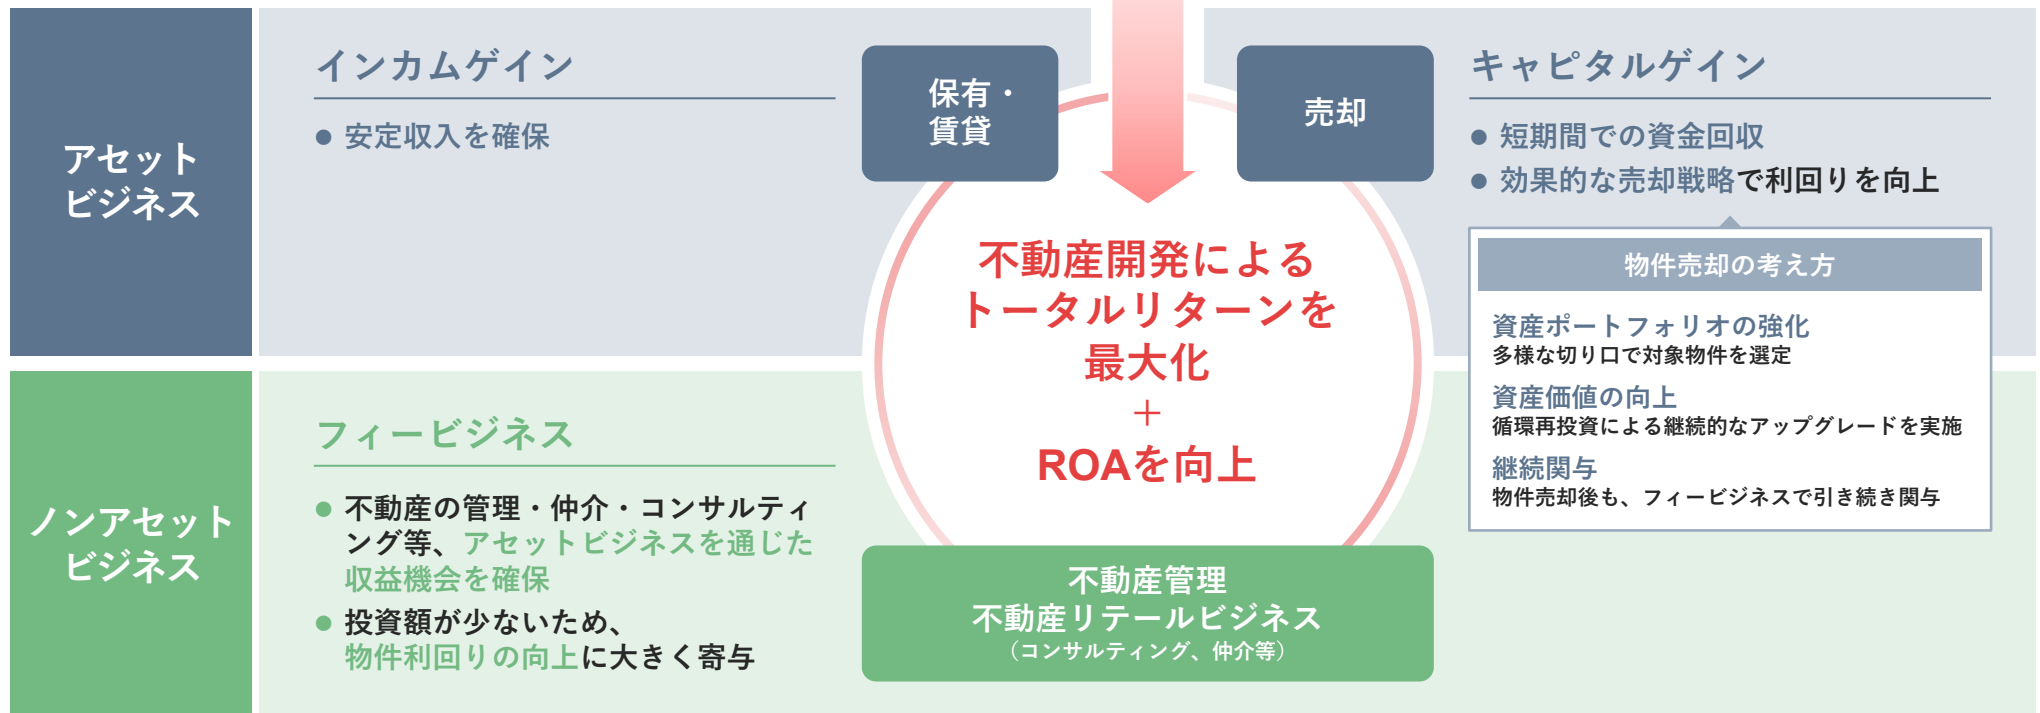 アセット
ビジネス
インカムゲイン
● 安定収入を確保
保有・
賃貸
売却
キャピタルゲイン
● 短期間での資金回収
● 効果的な売却戦略で利回りを向上
物件売却の考え方
資産ポートフォリオの強化
多様な切り口で対象物件を選定
資産価値の向上
循環再投資による継続的なアップグレードを実施
継続関与
物件売却後も、フィービジネスで引き続き関与
不動産開発による
トータルリターンを
最大化
＋
ROAを向上
ノンアセット
ビジネス
フィービジネス
● 不動産の管理・仲介・コンサルティ
ング等、アセットビジネスを通じた
収益機会を確保
● 投資額が少ないため、
物件利回りの向上に大きく寄与
不動産管理
不動産リテールビジネス
（コンサルティング、仲介等）